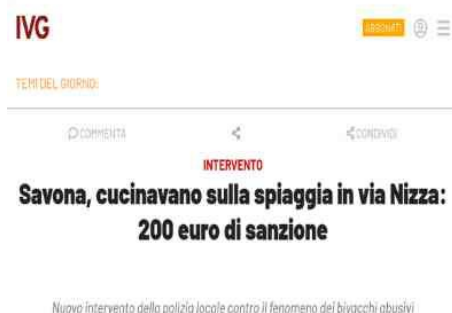 IVG
ABBONATI
TEMI DEL GIORNO:
COMMENTA
CONDIVIDI
INTERVENTO
Savona, cucinavano sulla spiaggia in via Nizza:
200 euro di sanzione
Nuovo intervento della polizia locale contro il fenomeno dei bivacchi abusivi